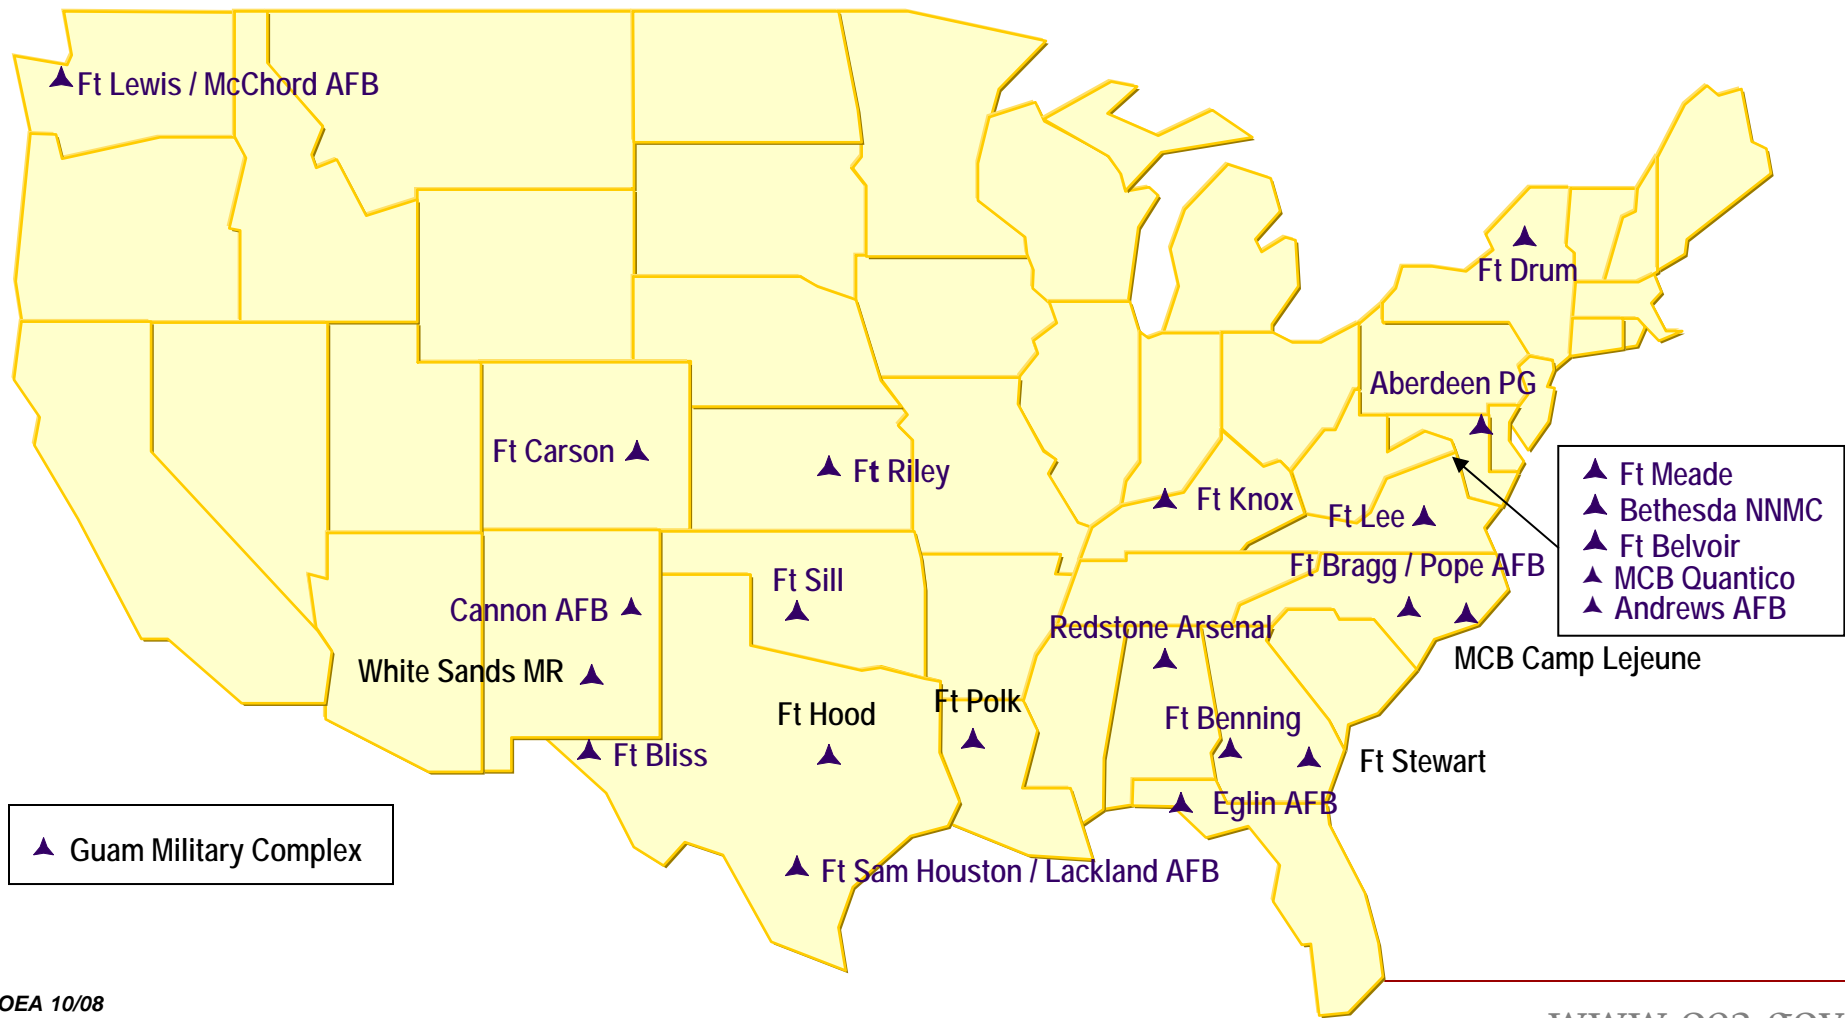 Ft Lewis / McChord AFB
Ft Drum
Aberdeen PG
Ft Carson
Ft Riley
Ft Knox
Ft Lee
Ft Meade
Bethesda NNMC
Ft Belvoir
MCB Quantico
Andrews AFB
Ft Bragg / Pope AFB
Ft Sill
Cannon AFB
Redstone Arsenal
MCB Camp Lejeune
White Sands MR
Ft Polk
Ft Hood
Ft Benning
Ft Bliss
Ft Stewart
Eglin AFB
Guam Military Complex
Ft Sam Houston / Lackland AFB
OEA 10/08
www.oea.gov